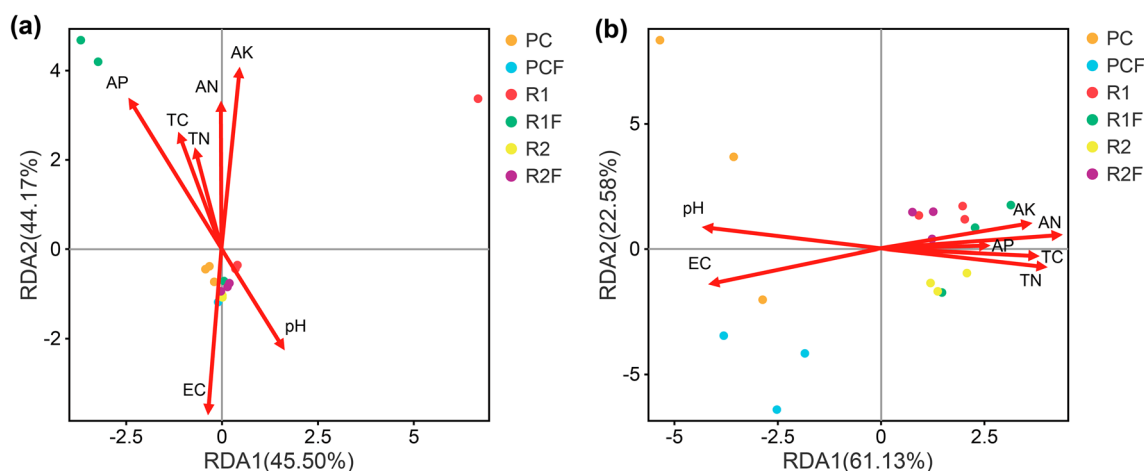 (a)
4
2
0
-2
-2.5
0
2.5
5
RDA2(44.17%)
RDA1(45.50%)
AP
TC
TN
AN
AK
pH
EC
PC
PCF
R1
R1F
R2
R2F
(b)
5
0
-5
-5
-2.5
0
2.5
RDA2(22.58%)
RDA1(61.13%)
pH
EC
AK
AN
AP
TC
TN
PC
PCF
R1
R1F
R2
R2F